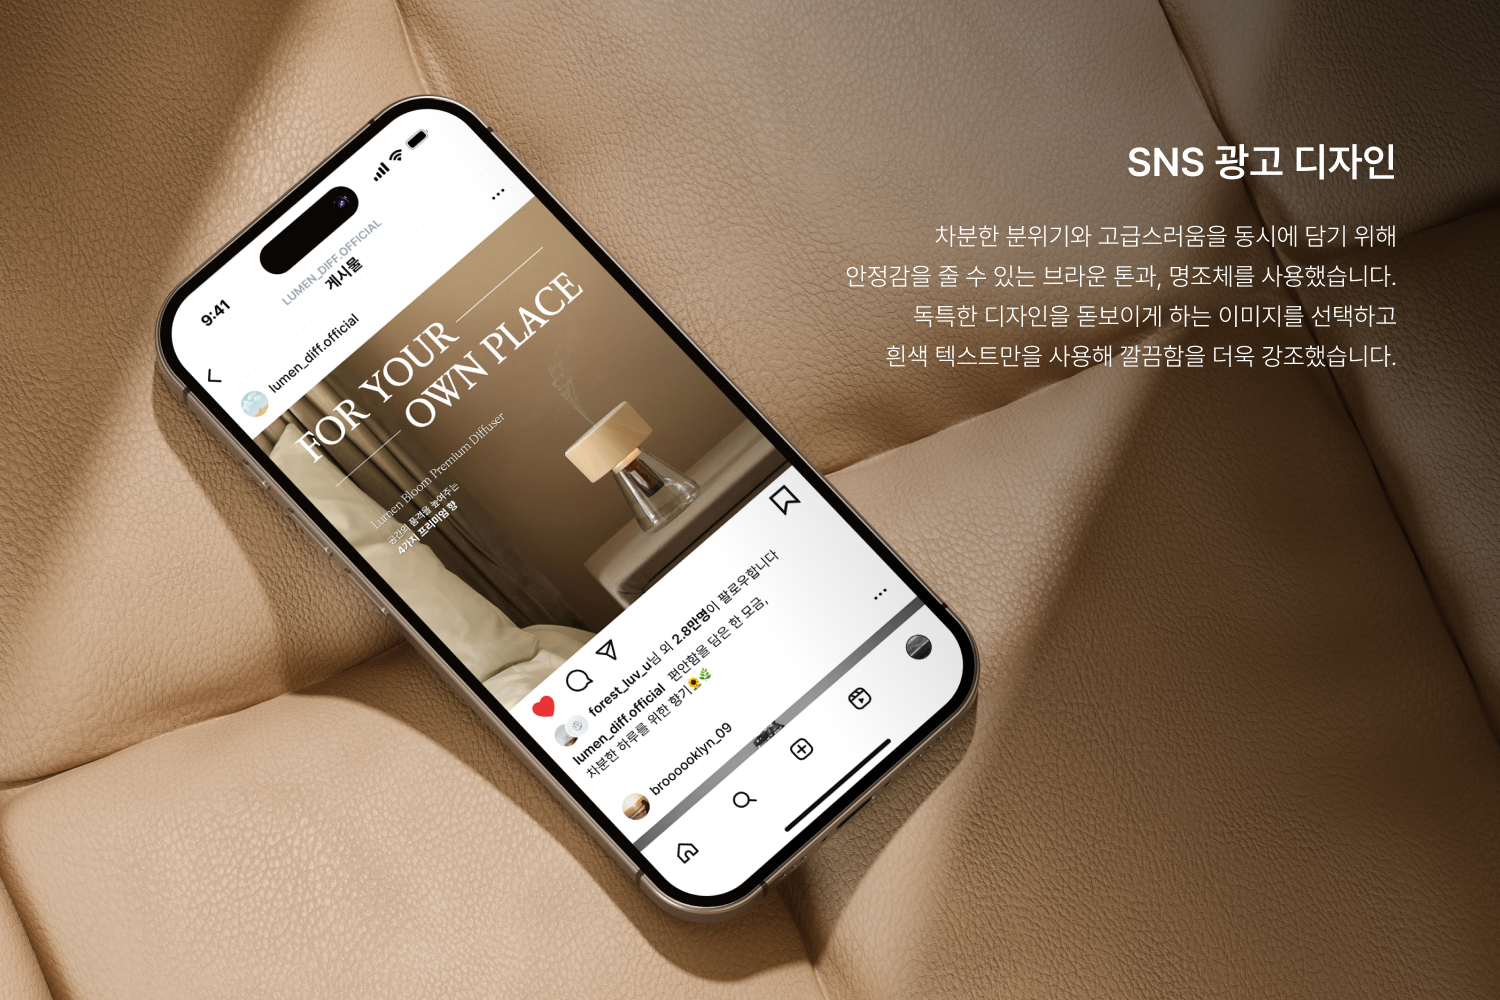 SNS 광고 디자인
차분한 분위기와 고급스러움을 동시에 담기 위해
안정감을 줄 수 있는 브라운 톤과, 명조체를 사용했습니다.
독특한 디자인을 돋보이게 하는 이미지를 선택하고
흰색 텍스트만을 사용해 깔끔함을 더욱 강조했습니다.
9:41
LUMEN_DIFF.OFFICIAL
게시물
lumen_diff.official
FOR YOUR
OWN PLACE
Lumen Bloom Premium Diffuser
공간의 품격을 높여주는
4가지 프리미엄 향
forest_luv_u님 외 2.8만명이 팔로우합니다
lumen_diff.official 편안함을 담은 한 모금,
차분한 하루를 위한 향기🌻🌿
broooooklyn_09